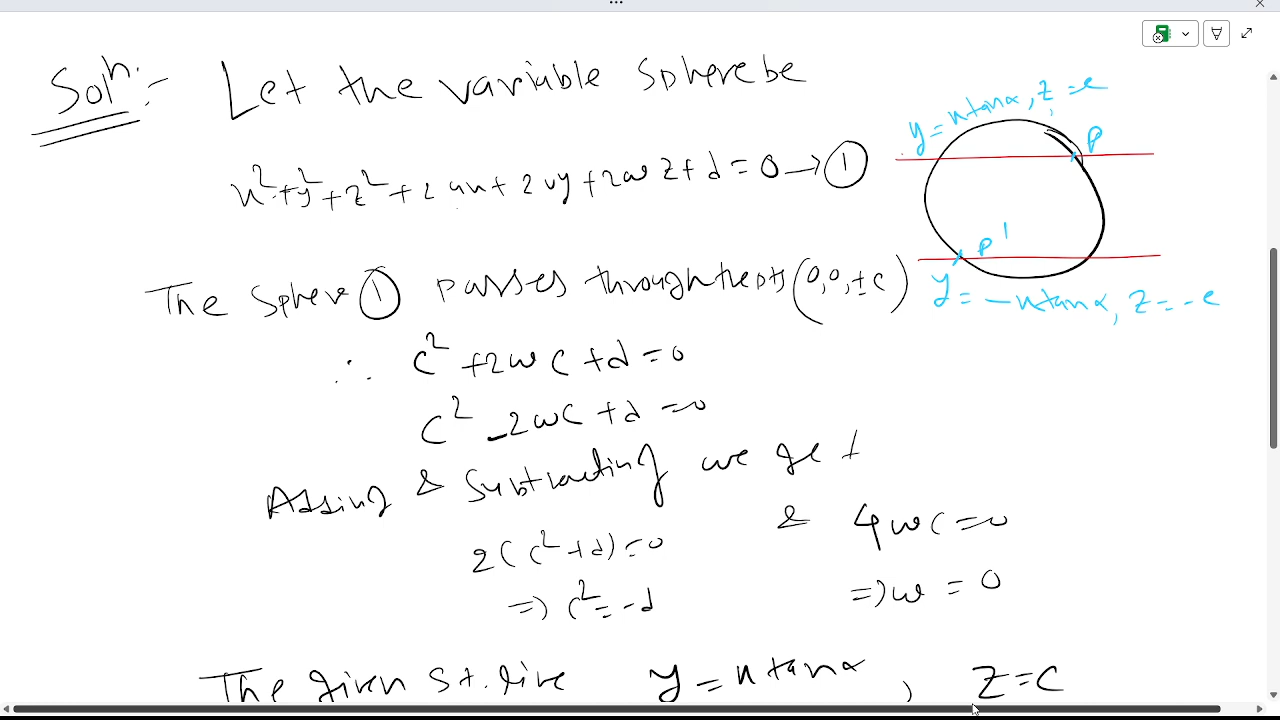 Soln:- Let the variable sphere be
y = x tanα, z = c
P
x² + y² + z² + 2ux + 2vy + 2wz + d = 0 → ①
P'
The sphere ① passes through the pts (0, 0, ±c)
y = -x tanα, z = -c
∴ c² + 2wc + d = 0
c² - 2wc + d = 0
Adding & Subtracting we get
2(c² + d) = 0 & 4wc = 0
⇒ c² = -d ⇒ w = 0
The given st. line y = x tanα, z = c